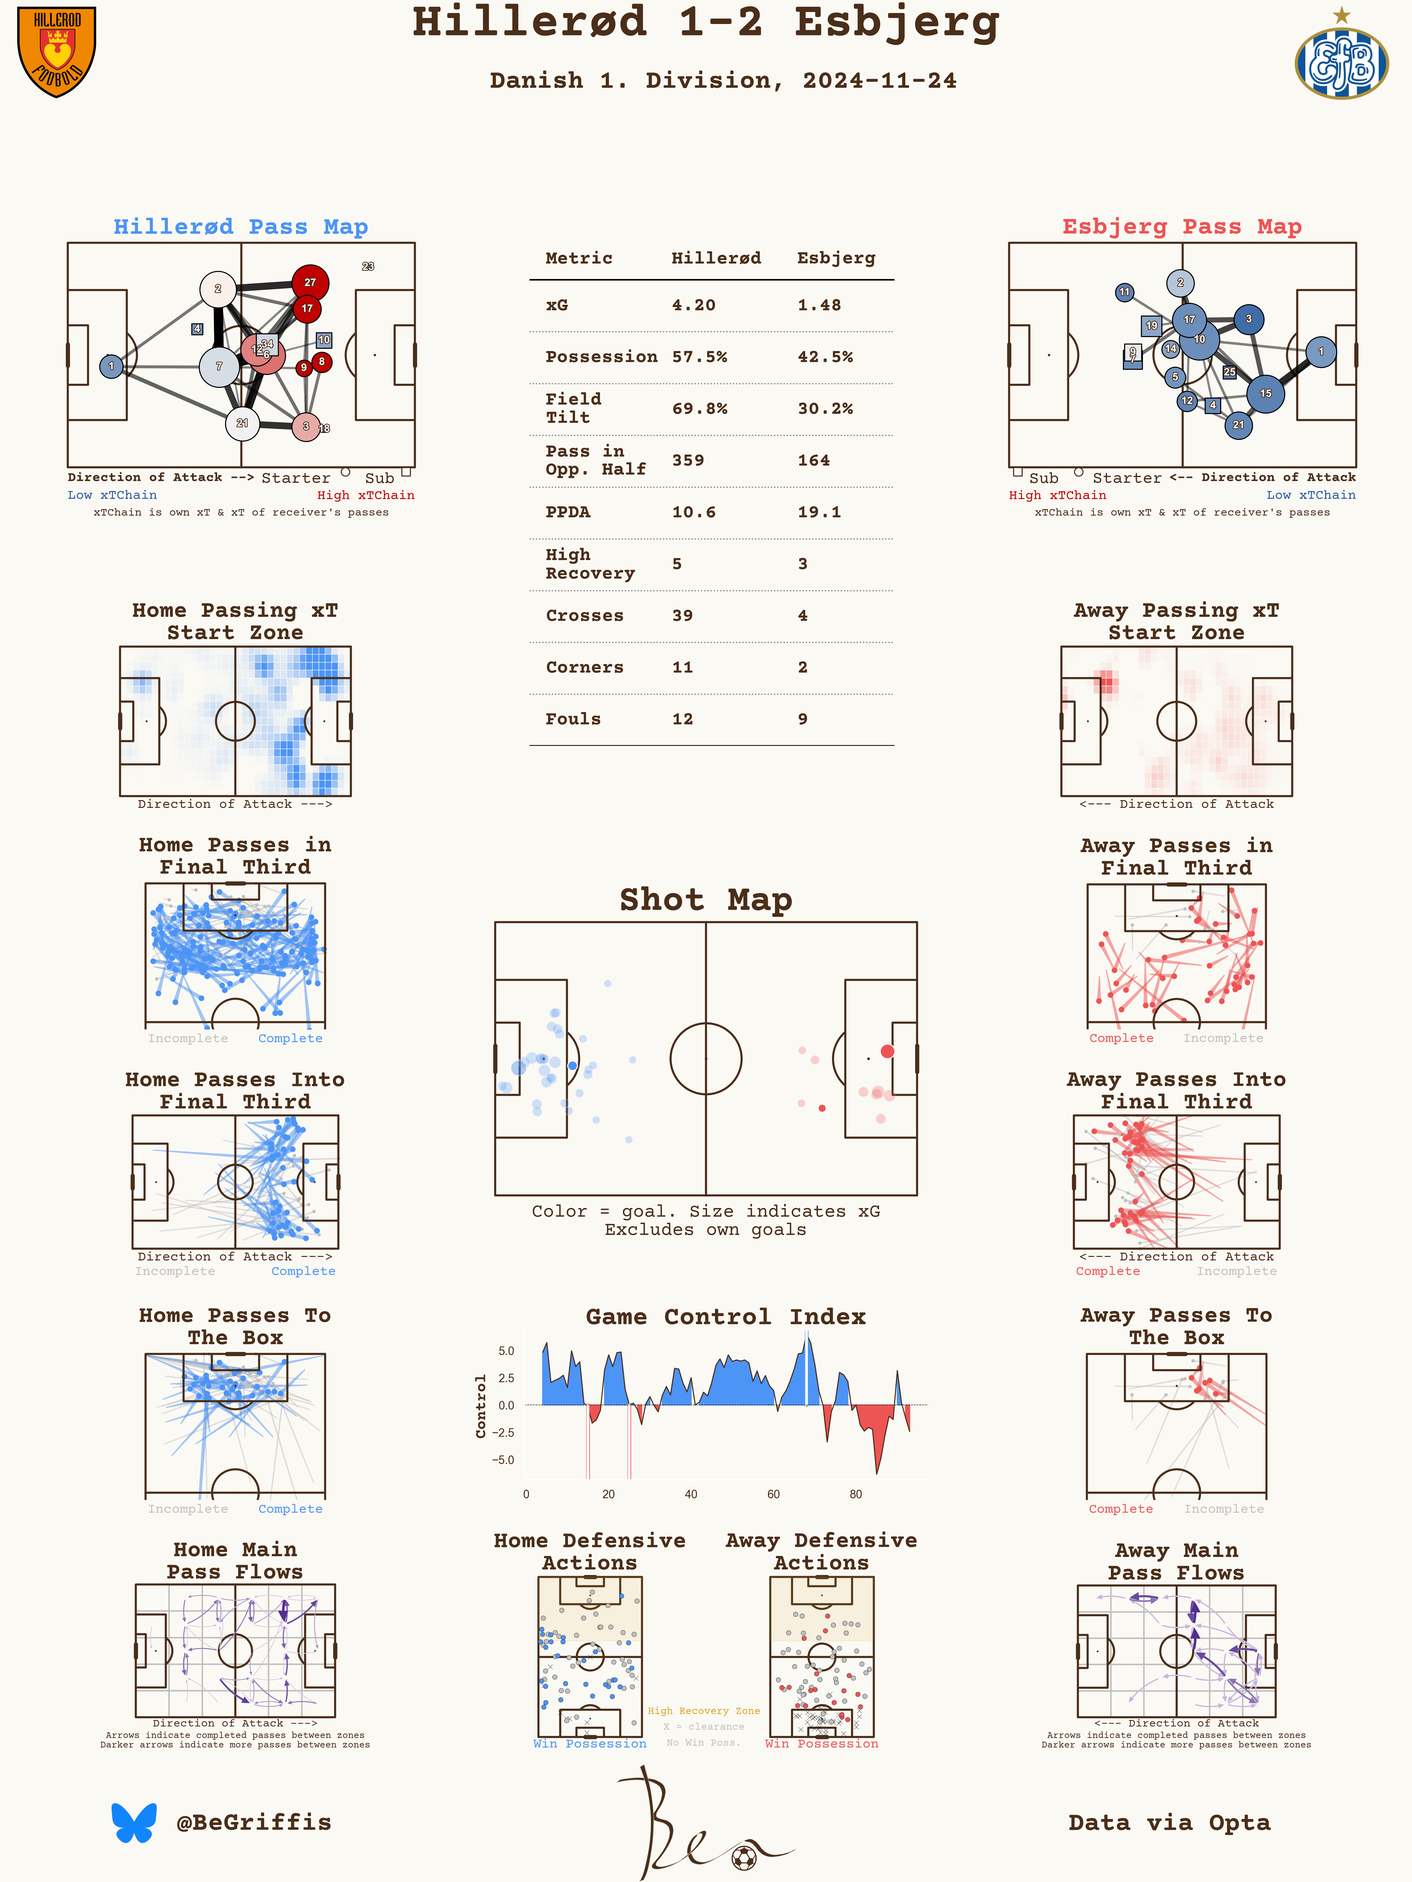 Hillerød 1-2 Esbjerg
Danish 1. Division, 2024-11-24
HILLERØD
FODBOLD
EfB
Hillerød Pass Map
2
27
17
4
12
34
6
10
8
9
1
7
21
3
18
23
Direction of Attack --> Starter Sub
Low xTChain High xTChain
xTChain is own xT & xT of receiver's passes
Metric Hillerød Esbjerg
xG 4.20 1.48
Possession 57.5% 42.5%
Field
Tilt 69.8% 30.2%
Pass in
Opp. Half 359 164
PPDA 10.6 19.1
High
Recovery 5 3
Crosses 39 4
Corners 11 2
Fouls 12 9
Esbjerg Pass Map
2
11
17
19
3
10
14
9
1
5
25
15
12
4
21
Sub Starter <-- Direction of Attack
High xTChain Low xTChain
xTChain is own xT & xT of receiver's passes
Home Passing xT
Start Zone
Direction of Attack --->
Away Passing xT
Start Zone
<--- Direction of Attack
Home Passes in
Final Third
Incomplete Complete
Away Passes in
Final Third
Complete Incomplete
Shot Map
Color = goal. Size indicates xG
Excludes own goals
Home Passes Into
Final Third
Direction of Attack --->
Incomplete Complete
Away Passes Into
Final Third
<--- Direction of Attack
Complete Incomplete
Home Passes To
The Box
Incomplete Complete
Game Control Index
Control
5.0
2.5
0.0
−2.5
−5.0
0 20 40 60 80
Away Passes To
The Box
Complete Incomplete
Home Main
Pass Flows
Direction of Attack --->
Arrows indicate completed passes between zones
Darker arrows indicate more passes between zones
Home Defensive
Actions
Win Possession
High Recovery Zone
X = clearance
No Win Poss.
Away Defensive
Actions
Win Possession
Away Main
Pass Flows
<--- Direction of Attack
Arrows indicate completed passes between zones
Darker arrows indicate more passes between zones
@BeGriffis
Ben
Data via Opta